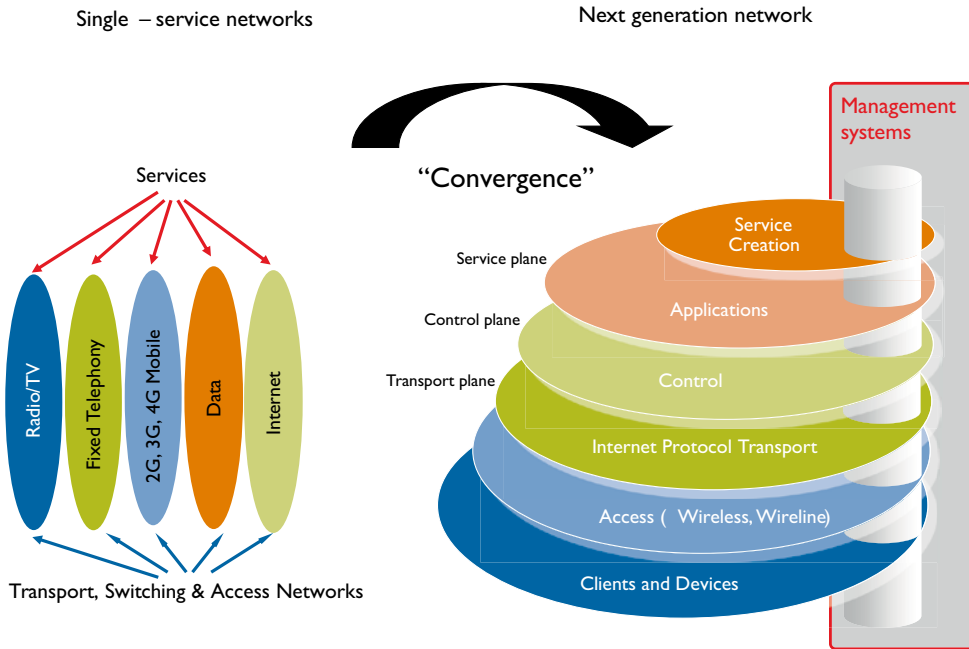 Single – service networks
Next generation network
Management
systems
“Convergence”
Services
Radio/TV
Fixed Telephony
2G, 3G, 4G Mobile
Data
Internet
Transport, Switching & Access Networks
Service plane
Control plane
Transport plane
Service
Creation
Applications
Control
Internet Protocol Transport
Access ( Wireless, Wireline)
Clients and Devices